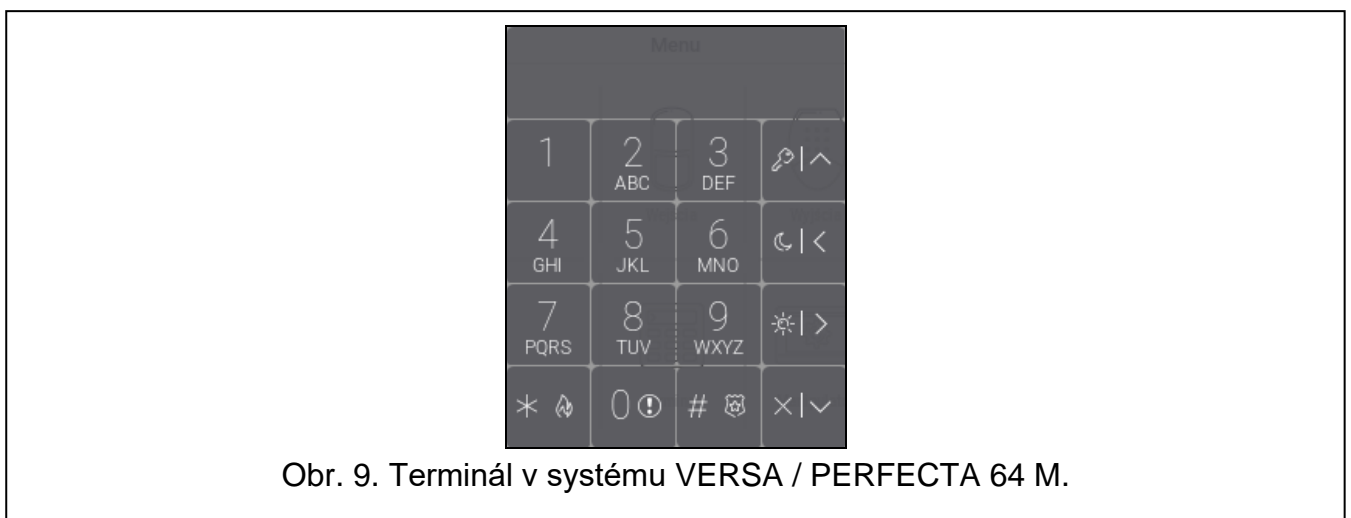 Menu
1 2 3
ABC DEF
4 5 6
GHI JKL MNO
7 8 9
PQRS TUV WXYZ
* 0 #
Obr. 9. Terminál v systému VERSA / PERFECTA 64 M.